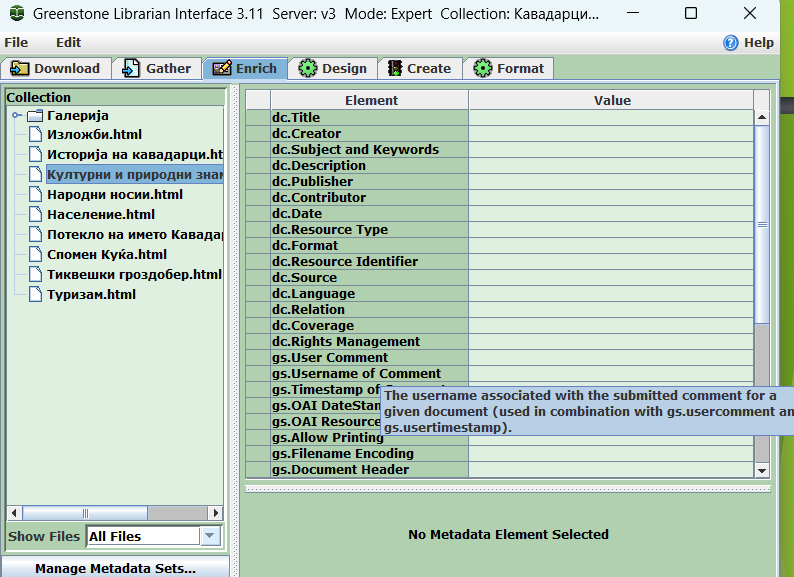 Greenstone Librarian Interface 3.11 Server: v3 Mode: Expert Collection: Кавадарци...
File Edit Help
Download Gather Enrich Design Create Format
Collection
Галерија
Изложби.html
Историја на кавадарци.ht
Културни и природни зна
Народни носии.html
Население.html
Потекло на името Кавада
Спомен Куќа.html
Тиквешки гроздобер.html
Туризам.html
Show Files All Files
Manage Metadata Sets...
Element Value
dc.Title
dc.Creator
dc.Subject and Keywords
dc.Description
dc.Publisher
dc.Contributor
dc.Date
dc.Resource Type
dc.Format
dc.Resource Identifier
dc.Source
dc.Language
dc.Relation
dc.Coverage
dc.Rights Management
gs.User Comment
gs.Username of Comment
gs.Timestamp of
gs.OAI DateStan
gs.OAI Resource
gs.Allow Printing
gs.Filename Encoding
gs.Document Header
The username associated with the submitted comment for a
given document (used in combination with gs.usercomment an
gs.usertimestamp).
No Metadata Element Selected